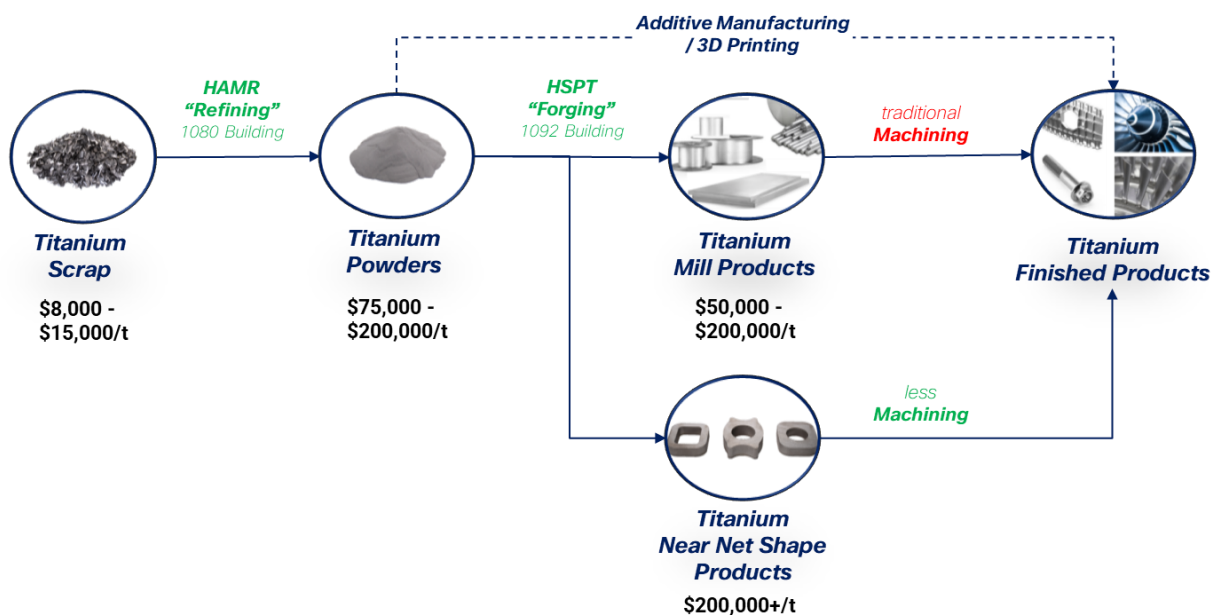 Additive Manufacturing
/ 3D Printing
HAMR
“Refining”
1080 Building
HSPT
“Forging”
1092 Building
traditional
Machining
Titanium
Scrap
Titanium
Powders
Titanium
Mill Products
Titanium
Finished Products
$8,000 -
$15,000/t
$75,000 -
$200,000/t
$50,000 -
$200,000/t
less
Machining
Titanium
Near Net Shape
Products
$200,000+/t